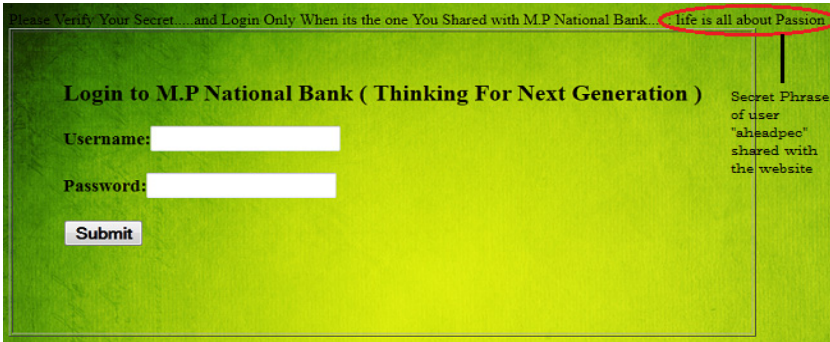 Please Verify Your Secret.....and Login Only When its the one You Shared with M.P National Bank.....: life is all about Passion
Login to M.P National Bank ( Thinking For Next Generation )
Secret Phrase
of user
"aheadpec"
shared with
the website
Username:
Password:
Submit